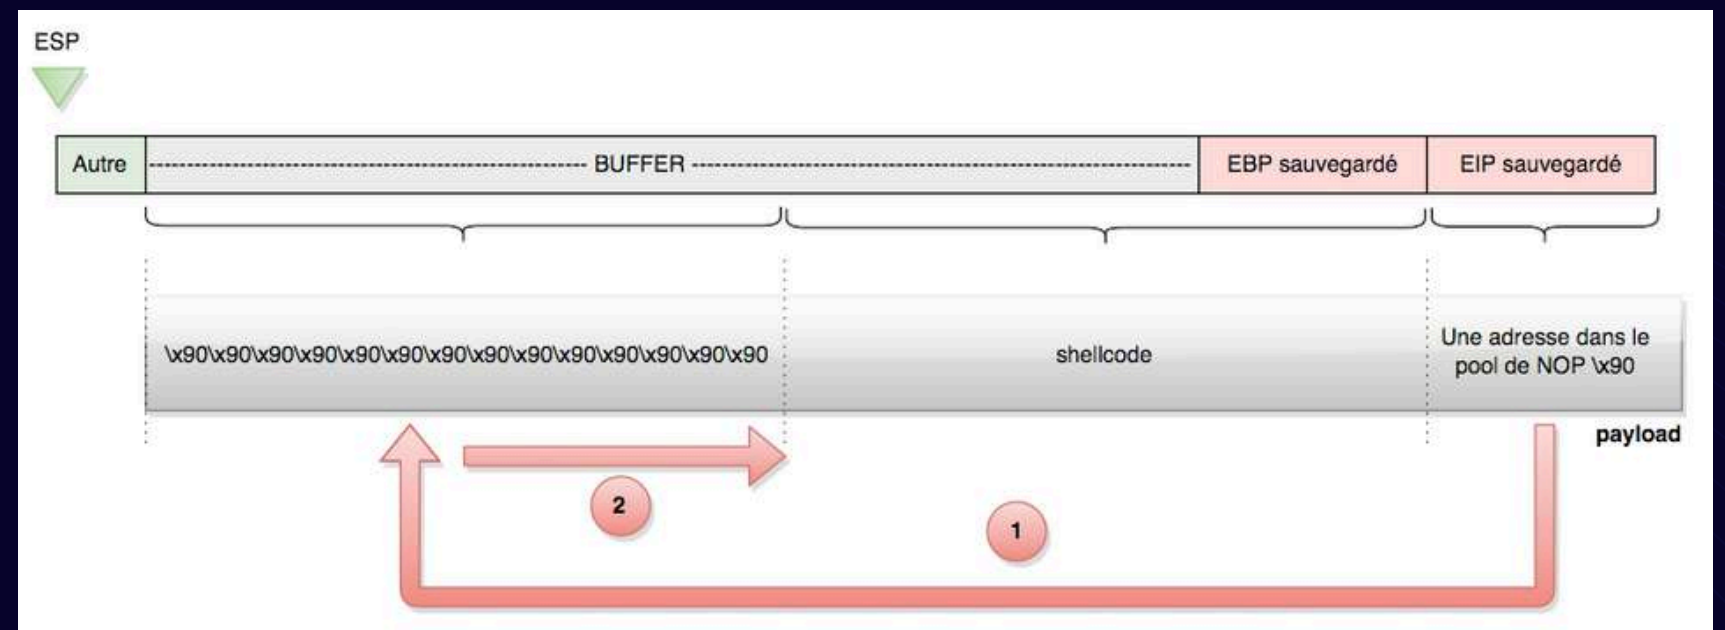 ESP
Autre
-------------------------------------------------- BUFFER ----------------------------------------------------------
EBP sauvegardé
EIP sauvegardé
\x90\x90\x90\x90\x90\x90\x90\x90\x90\x90\x90\x90\x90\x90
shellcode
Une adresse dans le
pool de NOP \x90
payload
2
1